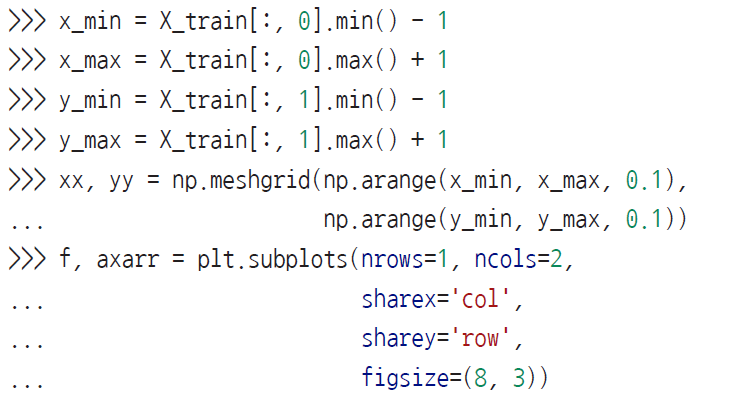 >>> x_min = X_train[:, 0].min() - 1
>>> x_max = X_train[:, 0].max() + 1
>>> y_min = X_train[:, 1].min() - 1
>>> y_max = X_train[:, 1].max() + 1
>>> xx, yy = np.meshgrid(np.arange(x_min, x_max, 0.1),
...                      np.arange(y_min, y_max, 0.1))
>>> f, axarr = plt.subplots(nrows=1, ncols=2,
...                         sharex='col',
...                         sharey='row',
...                         figsize=(8, 3))